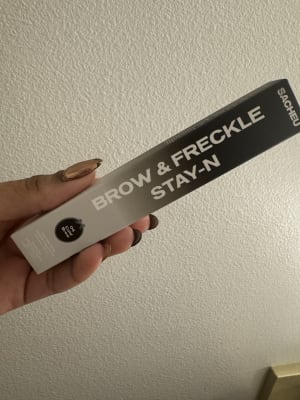 BROW & FRECKLE
STAY-N
SACHEU